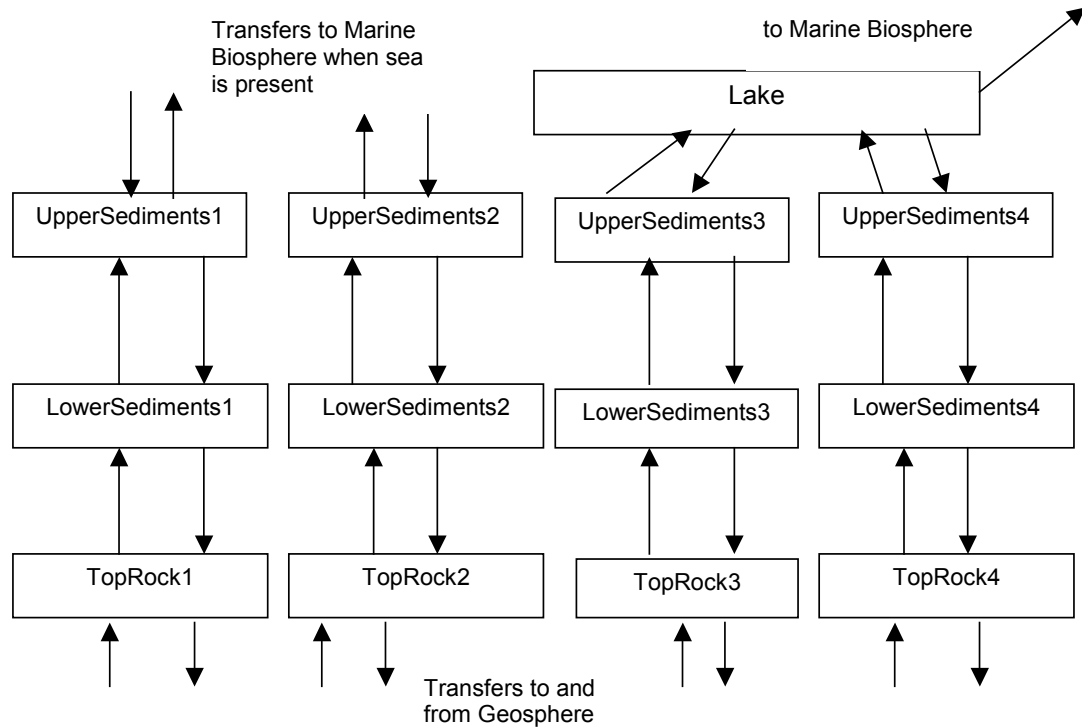 Transfers to Marine
Biosphere when sea
is present
to Marine Biosphere
Lake
UpperSediments1
UpperSediments2
UpperSediments3
UpperSediments4
LowerSediments1
LowerSediments2
LowerSediments3
LowerSediments4
TopRock1
TopRock2
TopRock3
TopRock4
Transfers to and
from Geosphere